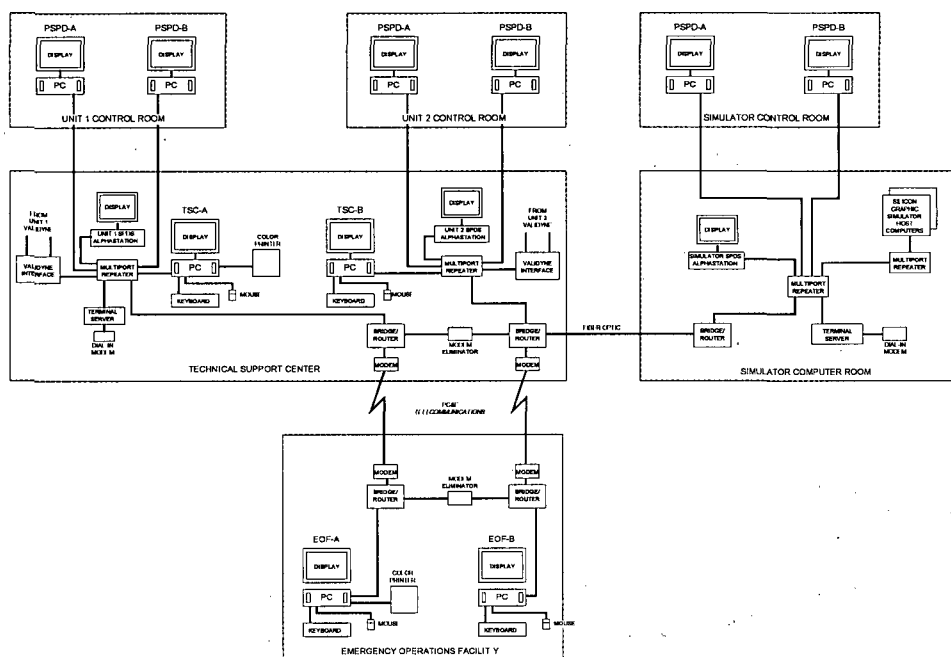 PSPD-A
PSPD-B
DISPLAY
DISPLAY
PC
PC
UNIT 1 CONTROL ROOM
PSPD-A
PSPD-B
DISPLAY
DISPLAY
PC
PC
UNIT 2 CONTROL ROOM
PSPD-A
PSPD-B
DISPLAY
DISPLAY
PC
PC
SIMULATOR CONTROL ROOM
FROM
UNIT 1
VALIDYNE
VALIDYNE
INTERFACE
DISPLAY
UNIT 1
ALPHASTATION
MULTIPORT
REPEATER
TERMINAL
SERVER
DIAL-IN
MODEM
TSC-A
DISPLAY
PC
KEYBOARD
MOUSE
COLOR
PRINTER
TSC-B
DISPLAY
PC
KEYBOARD
MOUSE
DISPLAY
UNIT 2 SPDS
ALPHASTATION
MULTIPORT
REPEATER
FROM
UNIT 2
VALIDYNE
VALIDYNE
INTERFACE
BRIDGE/
ROUTER
MODEM
ELIMINATOR
BRIDGE/
ROUTER
MODEM
MODEM
TECHNICAL SUPPORT CENTER
FIBER OPTIC
DISPLAY
SIMULATOR SPDS
ALPHASTATION
SILICON
GRAPHIC
SIMULATOR
HOST
COMPUTERS
MULTIPORT
REPEATER
MULTIPORT
REPEATER
BRIDGE/
ROUTER
TERMINAL
SERVER
DIAL-IN
MODEM
SIMULATOR COMPUTER ROOM
TELECOMMUNICATIONS
MODEM
MODEM
BRIDGE/
ROUTER
MODEM
ELIMINATOR
BRIDGE/
ROUTER
EOF-A
DISPLAY
PC
KEYBOARD
MOUSE
COLOR
PRINTER
EOF-B
DISPLAY
PC
KEYBOARD
MOUSE
EMERGENCY OPERATIONS FACILITY